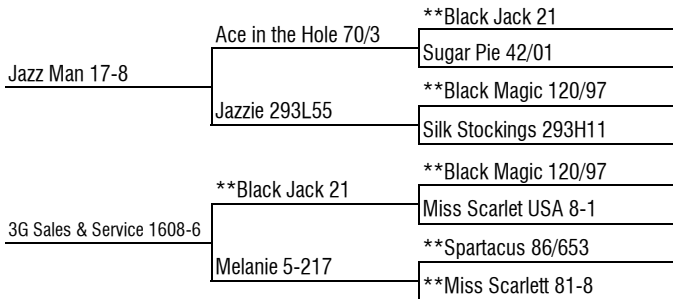 **Black Jack 21
Ace in the Hole 70/3
Sugar Pie 42/01
Jazz Man 17-8
**Black Magic 120/97
Jazzie 293L55
Silk Stockings 293H11
**Black Magic 120/97
**Black Jack 21
Miss Scarlet USA 8-1
3G Sales & Service 1608-6
**Spartacus 86/653
Melanie 5-217
**Miss Scarlett 81-8